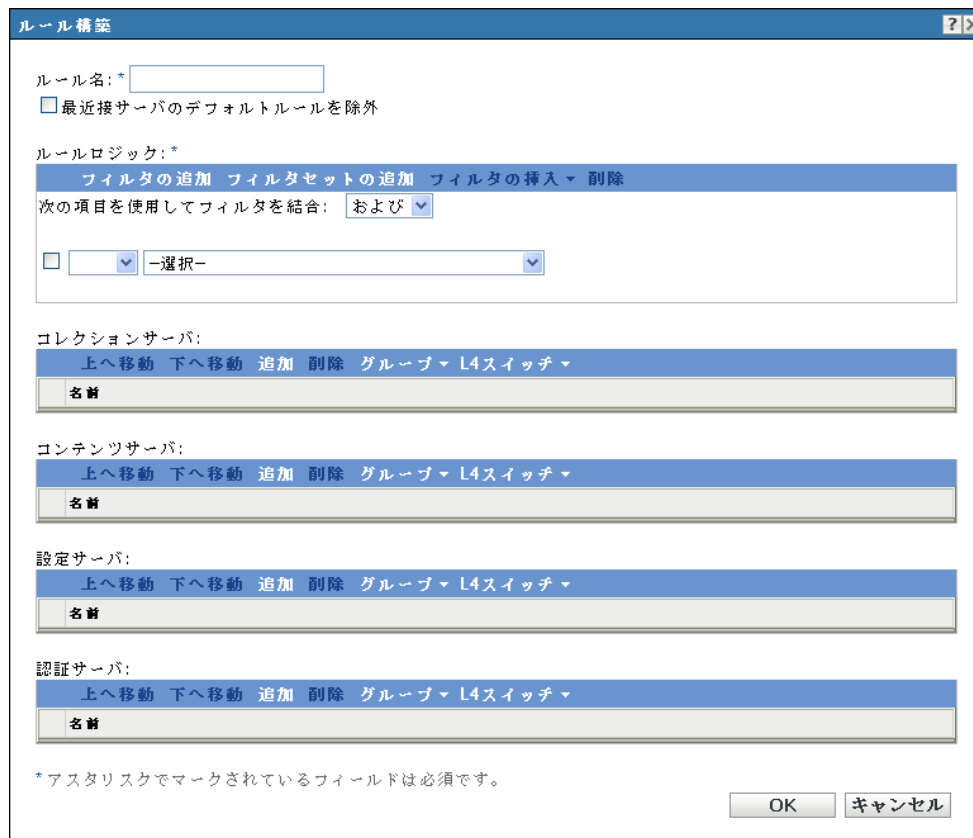 ルール構築
ルール名:*
最近接サーバのデフォルトルールを除外
ルールロジック:*
フィルタの追加 フィルタセットの追加 フィルタの挿入 削除
次の項目を使用してフィルタを結合: および
—選択—
コレクションサーバ:
上へ移動 下へ移動 追加 削除 グループ L4スイッチ
名前
コンテンツサーバ:
上へ移動 下へ移動 追加 削除 グループ L4スイッチ
名前
設定サーバ:
上へ移動 下へ移動 追加 削除 グループ L4スイッチ
名前
認証サーバ:
上へ移動 下へ移動 追加 削除 グループ L4スイッチ
名前
*アスタリスクでマークされているフィールドは必須です。
OK キャンセル